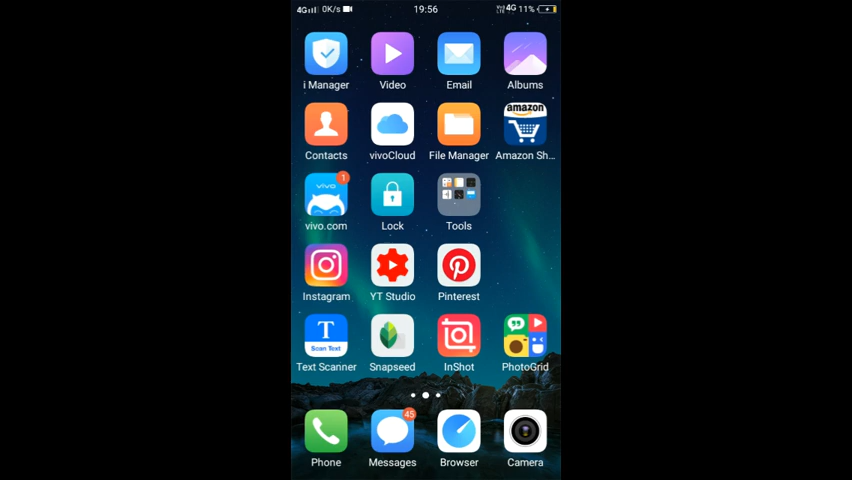 4G 0K/s 19:56 VoLTE 4G 11%
i Manager Video Email Albums
amazon
Contacts vivoCloud File Manager Amazon Sh...
vivo 1
vivo.com Lock Tools
Instagram YT Studio Pinterest
T
Scan Text
Text Scanner Snapseed InShot PhotoGrid
45
Phone Messages Browser Camera